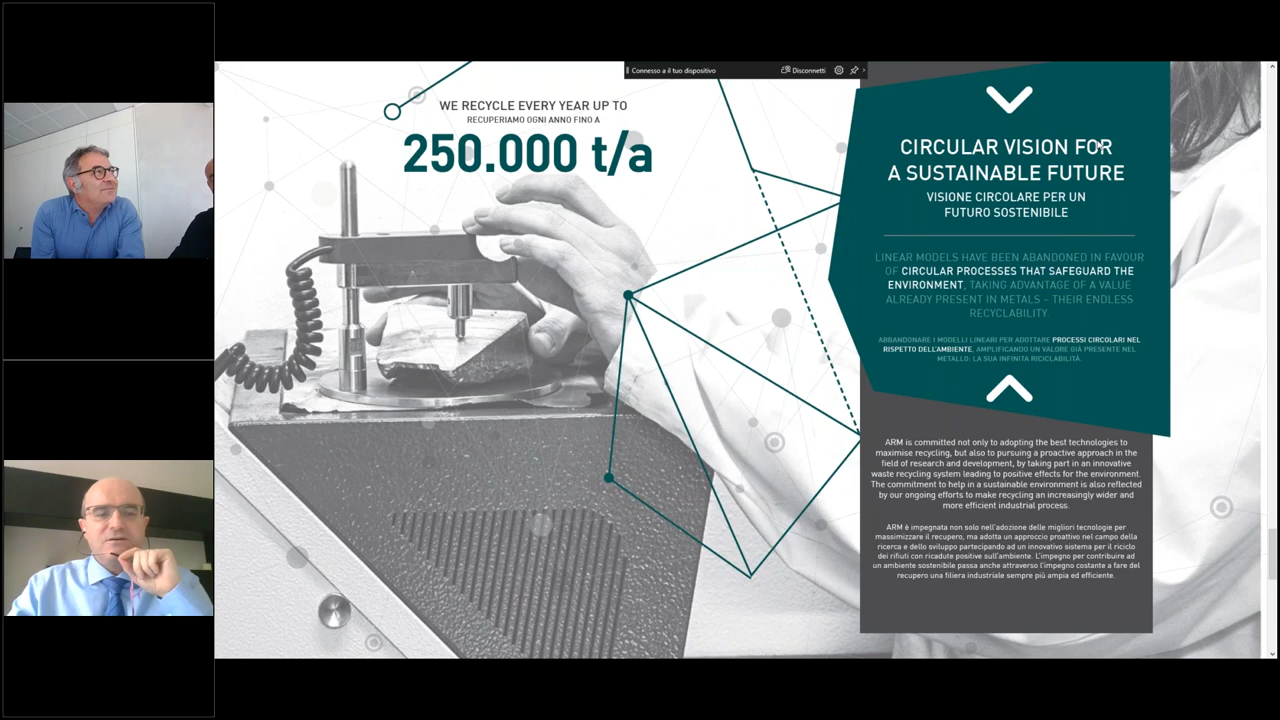 Connesso a il tuo dispositivo
Disconnetti
WE RECYCLE EVERY YEAR UP TO
RECUPERIAMO OGNI ANNO FINO A
250.000 t/a
CIRCULAR VISION FOR
A SUSTAINABLE FUTURE
VISIONE CIRCOLARE PER UN
FUTURO SOSTENIBILE
LINEAR MODELS HAVE BEEN ABANDONED IN FAVOUR
OF CIRCULAR PROCESSES THAT SAFEGUARD THE
ENVIRONMENT, TAKING ADVANTAGE OF A VALUE
ALREADY PRESENT IN METALS – THEIR ENDLESS
RECYCLABILITY.
ABBANDONARE I MODELLI LINEARI PER ADOTTARE PROCESSI CIRCOLARI NEL
RISPETTO DELL'AMBIENTE, AMPLIFICANDO UN VALORE GIÀ PRESENTE NEL
METALLO: LA SUA INFINITA RICICLABILITÀ.
ARM is committed not only to adopting the best technologies to
maximise recycling, but also to pursuing a proactive approach in the
field of research and development, by taking part in an innovative
waste recycling system leading to positive effects for the environment.
The commitment to help in a sustainable environment is also reflected
by our ongoing efforts to make recycling an increasingly wider and
more efficient industrial process.
ARM è impegnata non solo nell'adozione delle migliori tecnologie per
massimizzare il recupero, ma adotta un approccio proattivo nel campo della
ricerca e dello sviluppo partecipando ad un innovativo sistema per il riciclo
dei rifiuti con ricadute positive sull'ambiente. L'impegno per contribuire ad
un ambiente sostenibile passa anche attraverso l'impegno costante a fare del
recupero una filiera industriale sempre più ampia ed efficiente.